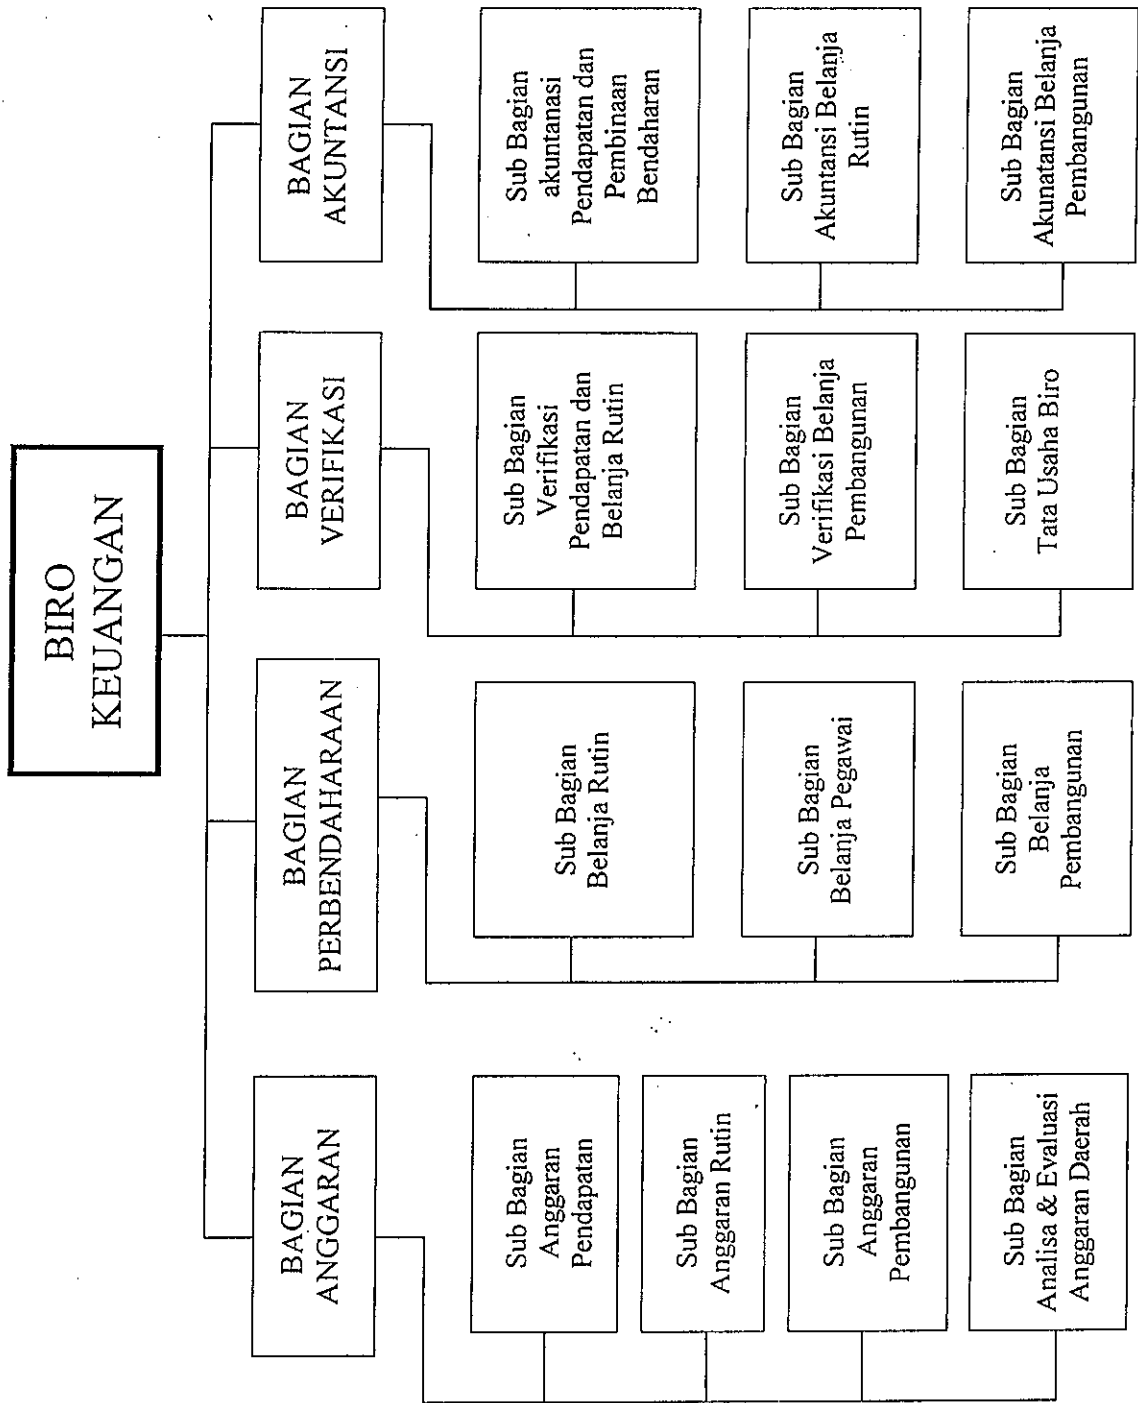 BIRO
KEUANGAN
BAGIAN
ANGGARAN
Sub Bagian
Anggaran
Pendapatan
Sub Bagian
Anggaran Rutin
Sub Bagian
Anggaran
Pembangunan
Sub Bagian
Analisa & Evaluasi
Anggaran Daerah
BAGIAN
PERBENDAHARAAN
Sub Bagian
Belanja Rutin
Sub Bagian
Belanja Pegawai
Sub Bagian
Belanja
Pembangunan
BAGIAN
VERIFIKASI
Sub Bagian
Verifikasi
Pendapatan dan
Belanja Rutin
Sub Bagian
Verifikasi Belanja
Pembangunan
Sub Bagian
Tata Usaha Biro
BAGIAN
AKUNTANSI
Sub Bagian
akuntanasi
Pendapatan dan
Pembinaan
Bendaharan
Sub Bagian
Akuntansi Belanja
Rutin
Sub Bagian
Akunatansi Belanja
Pembangunan